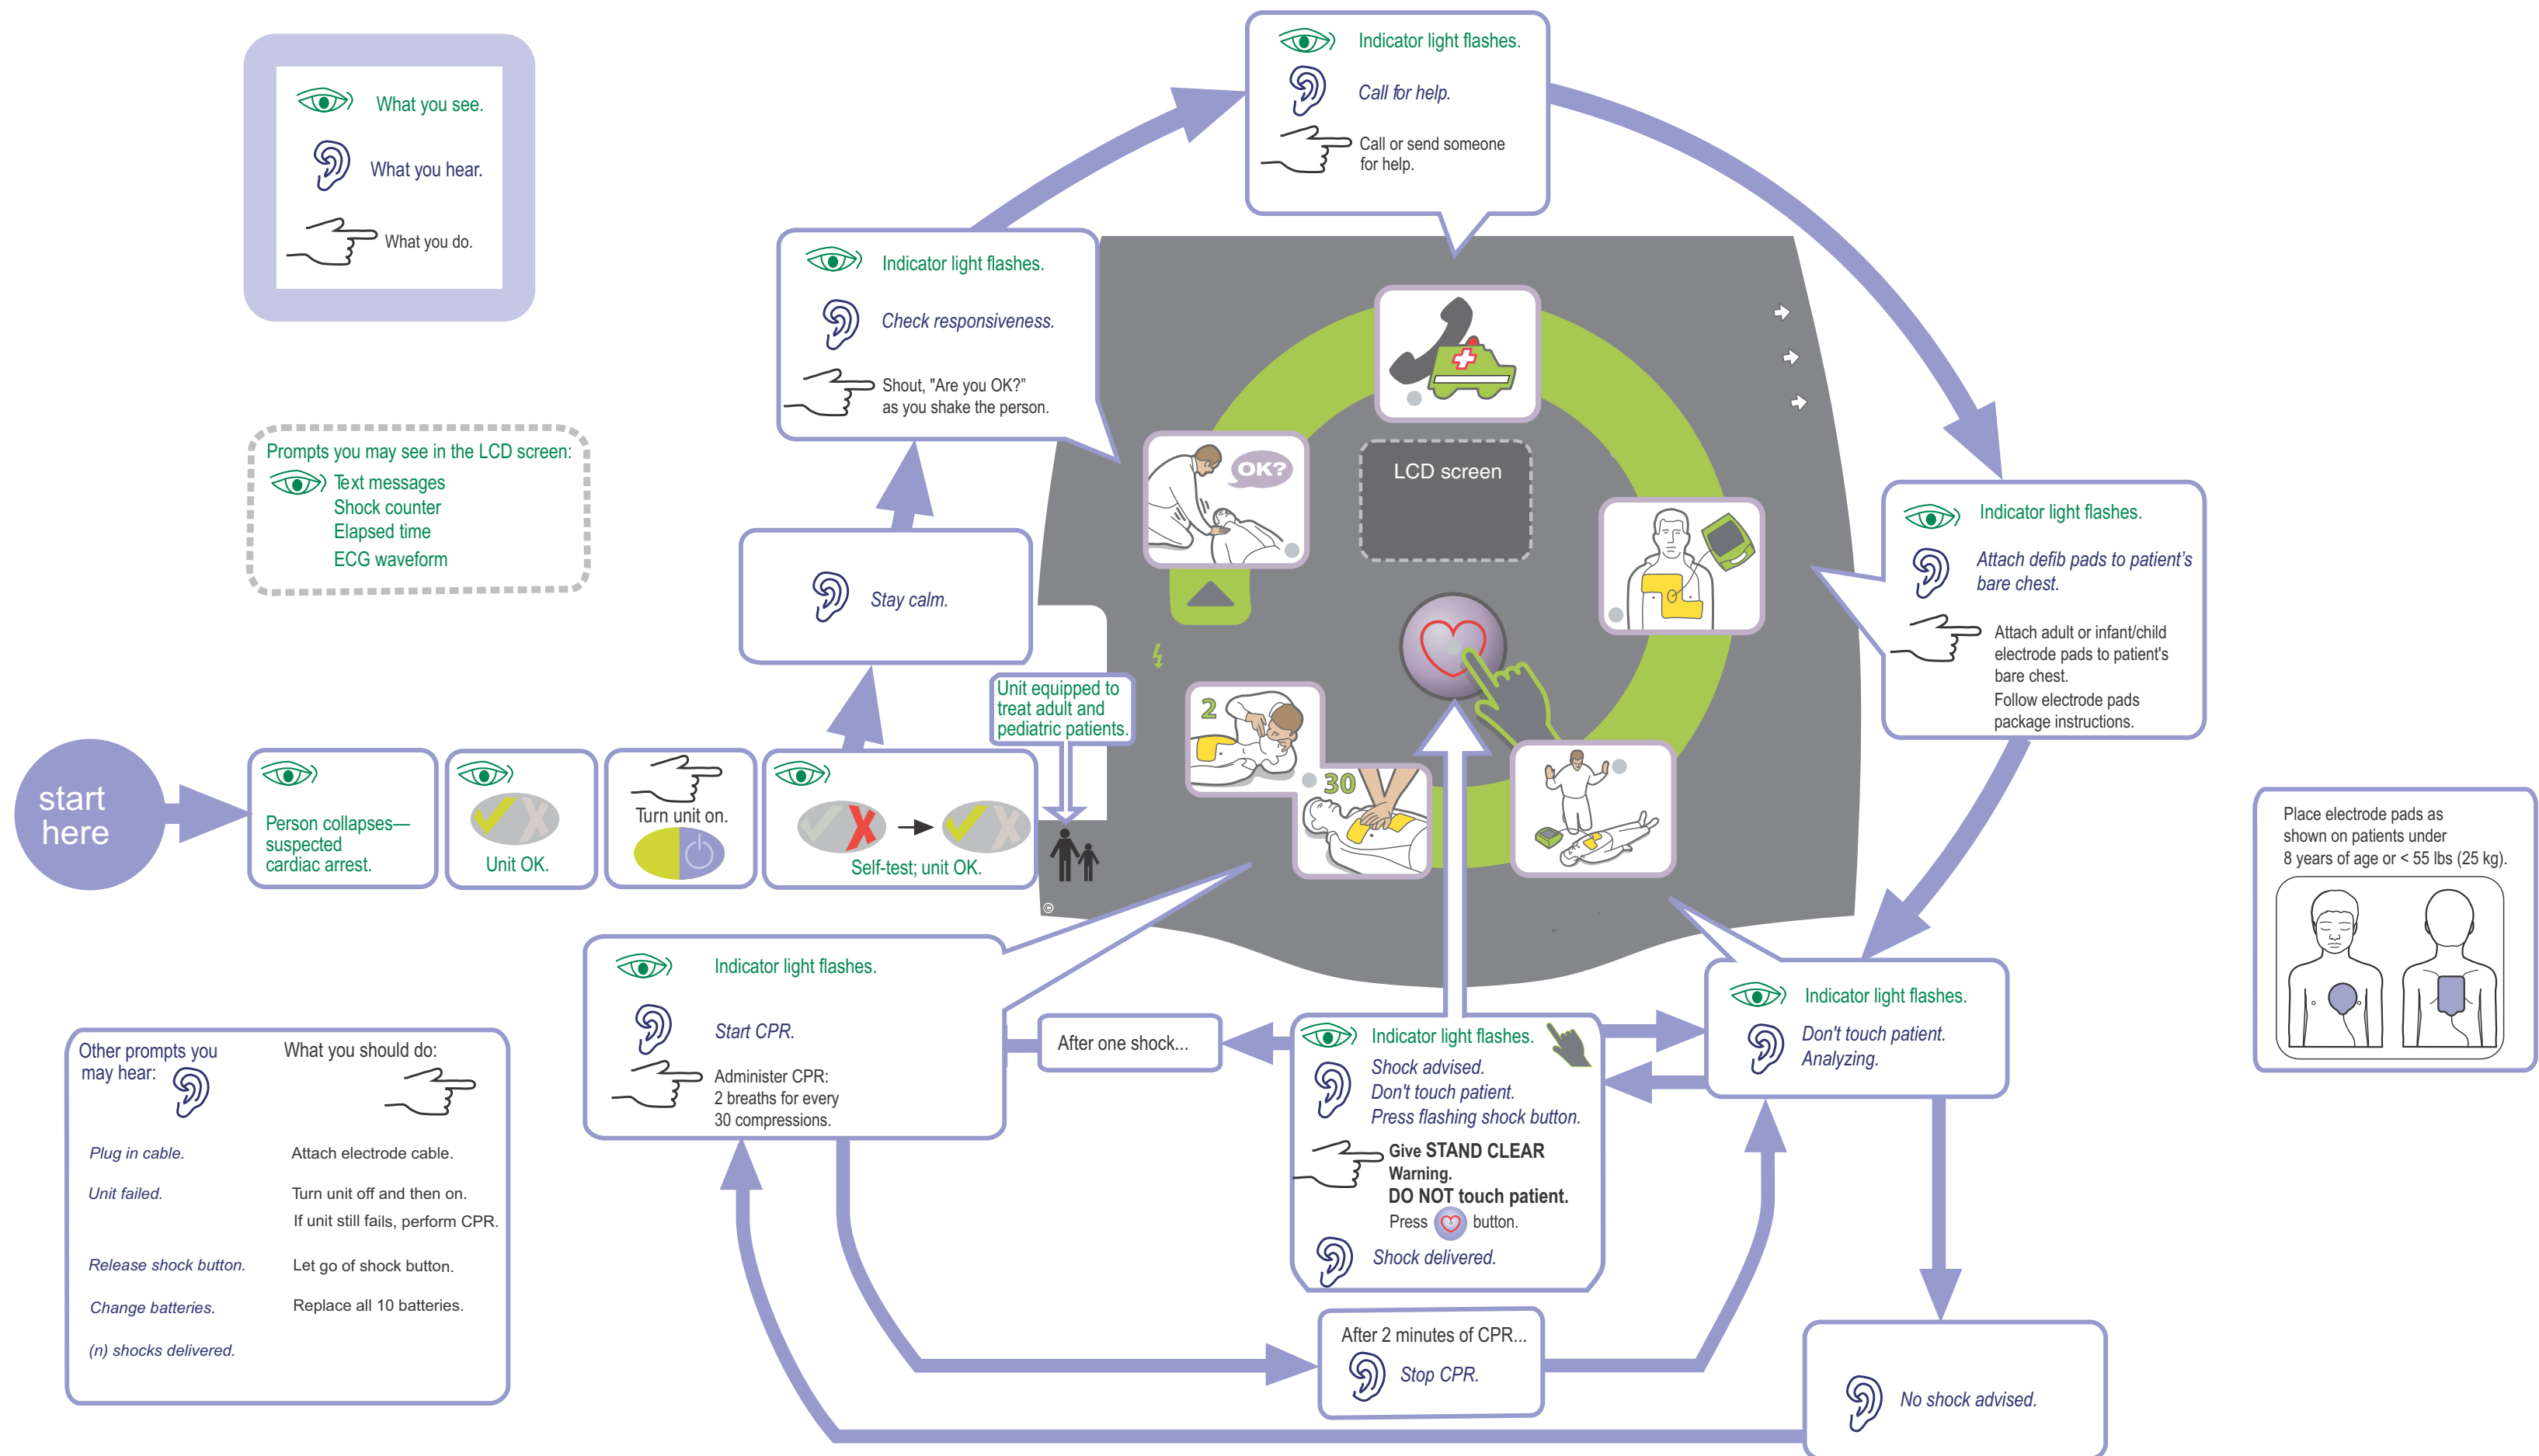 What you see.
What you hear.
What you do.
Prompts you may see in the LCD screen:
Text messages
Shock counter
Elapsed time
ECG waveform
start
here
Person collapses—
suspected
cardiac arrest.
Unit OK.
Turn unit on.
Self-test; unit OK.
Unit equipped to
treat adult and
pediatric patients.
Stay calm.
Indicator light flashes.
Check responsiveness.
Shout, "Are you OK?”
as you shake the person.
Indicator light flashes.
Call for help.
Call or send someone
for help.
OK?
LCD screen
2
30
©
Indicator light flashes.
Attach defib pads to patient’s
bare chest.
Attach adult or infant/child
electrode pads to patient's
bare chest.
Follow electrode pads
package instructions.
Place electrode pads as
shown on patients under
8 years of age or < 55 lbs (25 kg).
Indicator light flashes.
Don't touch patient.
Analyzing.
Indicator light flashes.
Shock advised.
Don't touch patient.
Press flashing shock button.
Give STAND CLEAR
Warning.
DO NOT touch patient.
Press button.
Shock delivered.
After one shock...
Indicator light flashes.
Start CPR.
Administer CPR:
2 breaths for every
30 compressions.
After 2 minutes of CPR...
Stop CPR.
No shock advised.
Other prompts you
may hear:
What you should do:
Plug in cable.
Attach electrode cable.
Unit failed.
Turn unit off and then on.
If unit still fails, perform CPR.
Release shock button.
Let go of shock button.
Change batteries.
Replace all 10 batteries.
(n) shocks delivered.